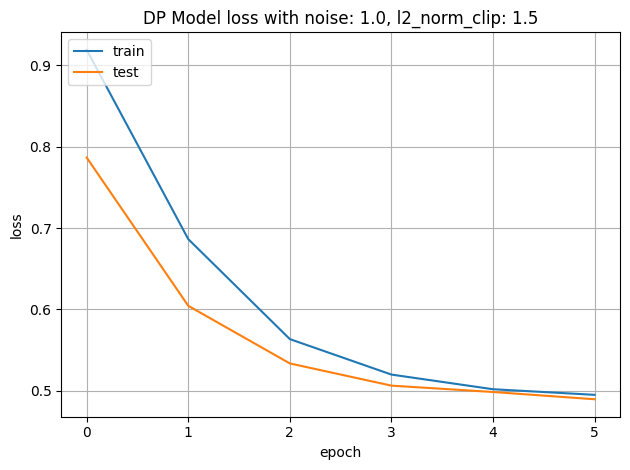 DP Model loss with noise: 1.0, l2_norm_clip: 1.5
train
test
0.9
0.8
0.7
0.6
0.5
loss
0 1 2 3 4 5
epoch